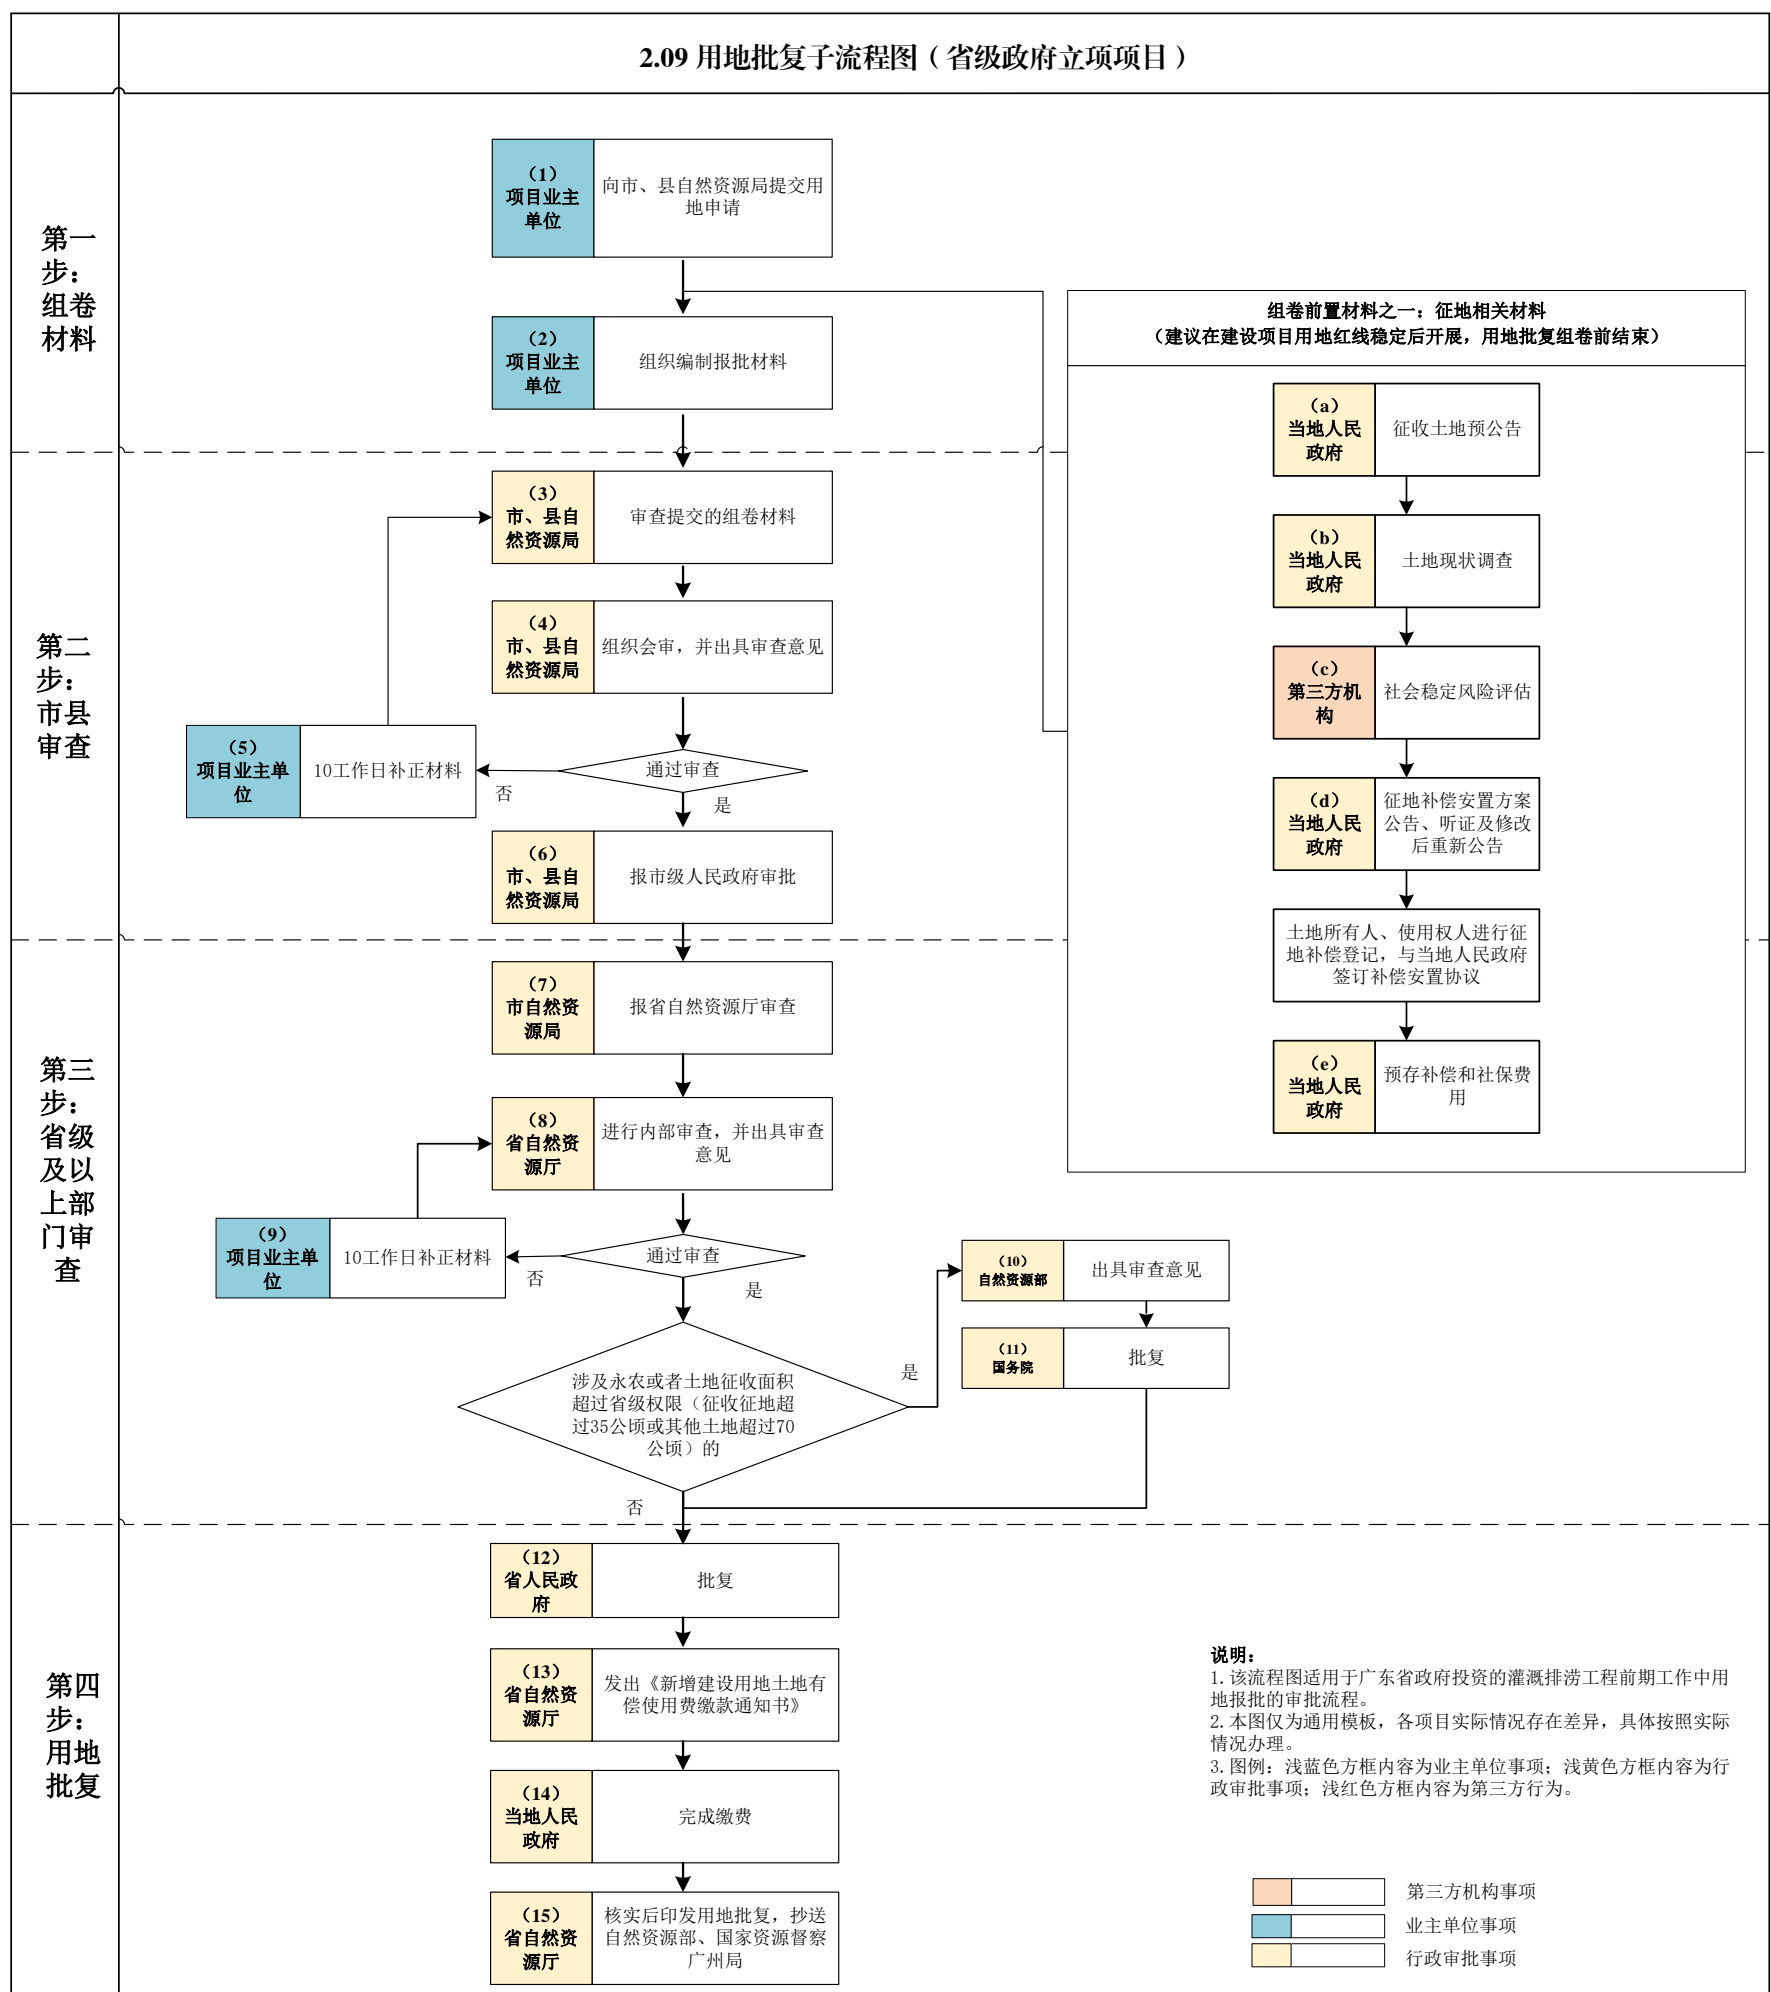 2.09 用地批复子流程图（省级政府立项项目）
第一
步：
组卷
材料
（1）
项目业主
单位
向市、县自然资源局提交用
地申请
（2）
项目业主
单位
组织编制报批材料
组卷前置材料之一：征地相关材料
（建议在建设项目用地红线稳定后开展，用地批复组卷前结束）
（a）
当地人民
政府
征收土地预公告
（b）
当地人民
政府
土地现状调查
（c）
第三方机
构
社会稳定风险评估
（d）
当地人民
政府
征地补偿安置方案
公告、听证及修改
后重新公告
土地所有人、使用权人进行征
地补偿登记，与当地人民政府
签订补偿安置协议
（e）
当地人民
政府
预存补偿和社保费
用
第二
步：
市县
审查
（3）
市、县自
然资源局
审查提交的组卷材料
（4）
市、县自
然资源局
组织会审，并出具审查意见
通过审查
否
是
（5）
项目业主单
位
10工作日补正材料
（6）
市、县自
然资源局
报市级人民政府审批
第三
步：
省级
及以
上部
门审
查
（7）
市自然资
源局
报省自然资源厅审查
（8）
省自然资
源厅
进行内部审查，并出具审查
意见
通过审查
否
是
（9）
项目业主单
位
10工作日补正材料
涉及永农或者土地征收面积
超过省级权限（征收征地超
过35公顷或其他土地超过70
公顷）的
是
否
（10）
自然资源部
出具审查意见
（11）
国务院
批复
第四
步：
用地
批复
（12）
省人民政
府
批复
（13）
省自然资
源厅
发出《新增建设用地土地有
偿使用费缴款通知书》
（14）
当地人民
政府
完成缴费
（15）
省自然资
源厅
核实后印发用地批复，抄送
自然资源部、国家资源督察
广州局
说明：
1.该流程图适用于广东省政府投资的灌溉排涝工程前期工作中用
地报批的审批流程。
2.本图仅为通用模板，各项目实际情况存在差异，具体按照实际
情况办理。
3.图例：浅蓝色方框内容为业主单位事项；浅黄色方框内容为行
政审批事项；浅红色方框内容为第三方行为。
第三方机构事项
业主单位事项
行政审批事项